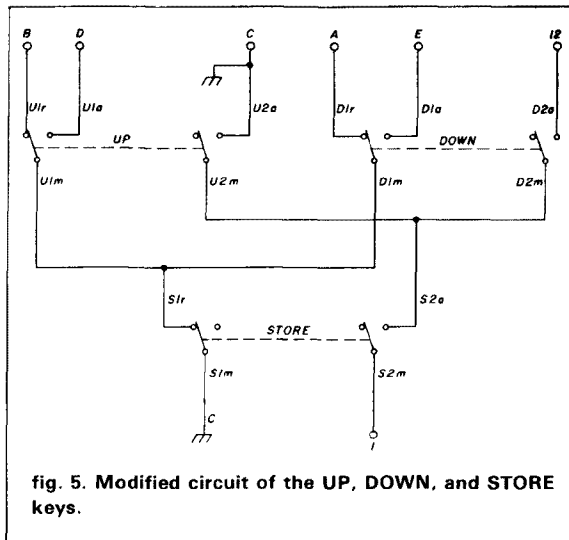 B D C A E 12
U1r U1a U2a D1r D1a D2a
UP DOWN
U1m U2m D1m D2m
S1r S2a
STORE
S1m S2m
C
1
fig. 5. Modified circuit of the UP, DOWN, and STORE
keys.